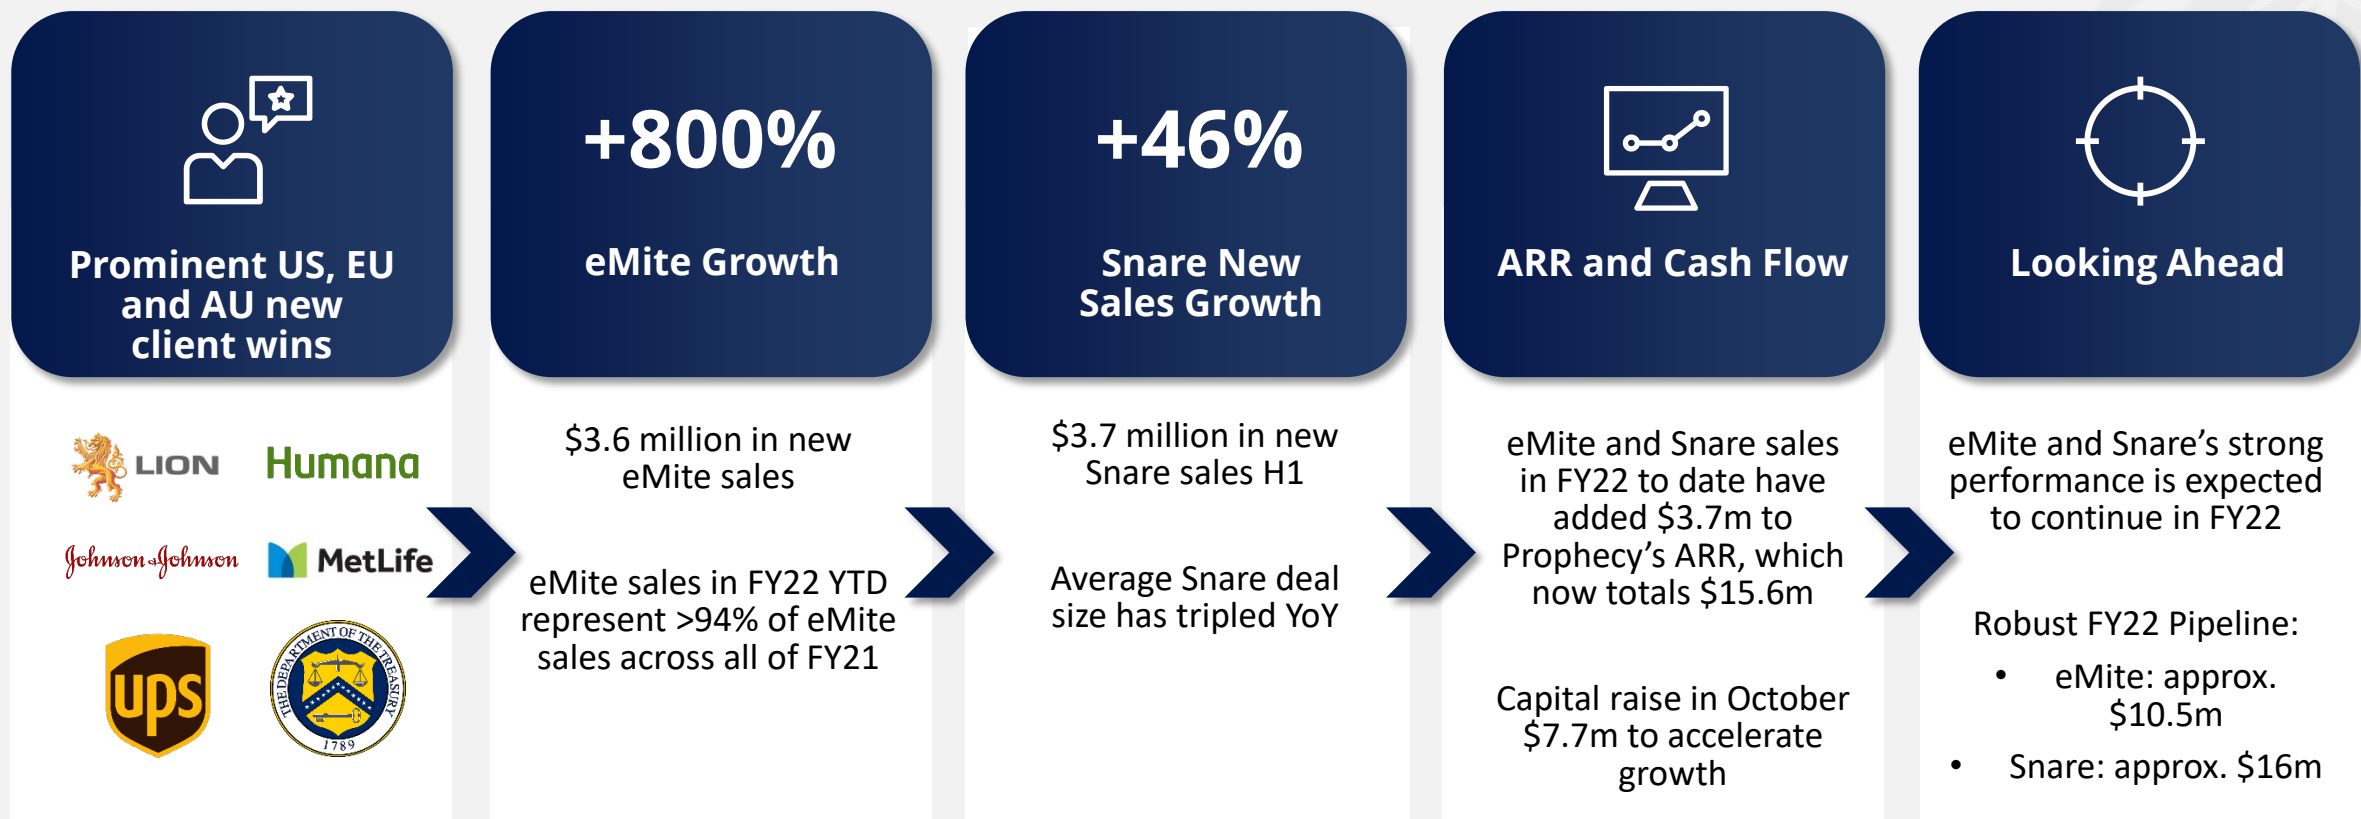 Prominent US, EU
and AU new
client wins
LION
Humana
Johnson & Johnson
MetLife
ups
THE DEPARTMENT OF THE TREASURY
1789
+800%
eMite Growth
$3.6 million in new
eMite sales
eMite sales in FY22 YTD
represent >94% of eMite
sales across all of FY21
+46%
Snare New
Sales Growth
$3.7 million in new
Snare sales H1
Average Snare deal
size has tripled YoY
ARR and Cash Flow
eMite and Snare sales
in FY22 to date have
added $3.7m to
Prophecy’s ARR, which
now totals $15.6m
Capital raise in October
$7.7m to accelerate
growth
Looking Ahead
eMite and Snare’s strong
performance is expected
to continue in FY22
Robust FY22 Pipeline:
• eMite: approx.
$10.5m
• Snare: approx. $16m